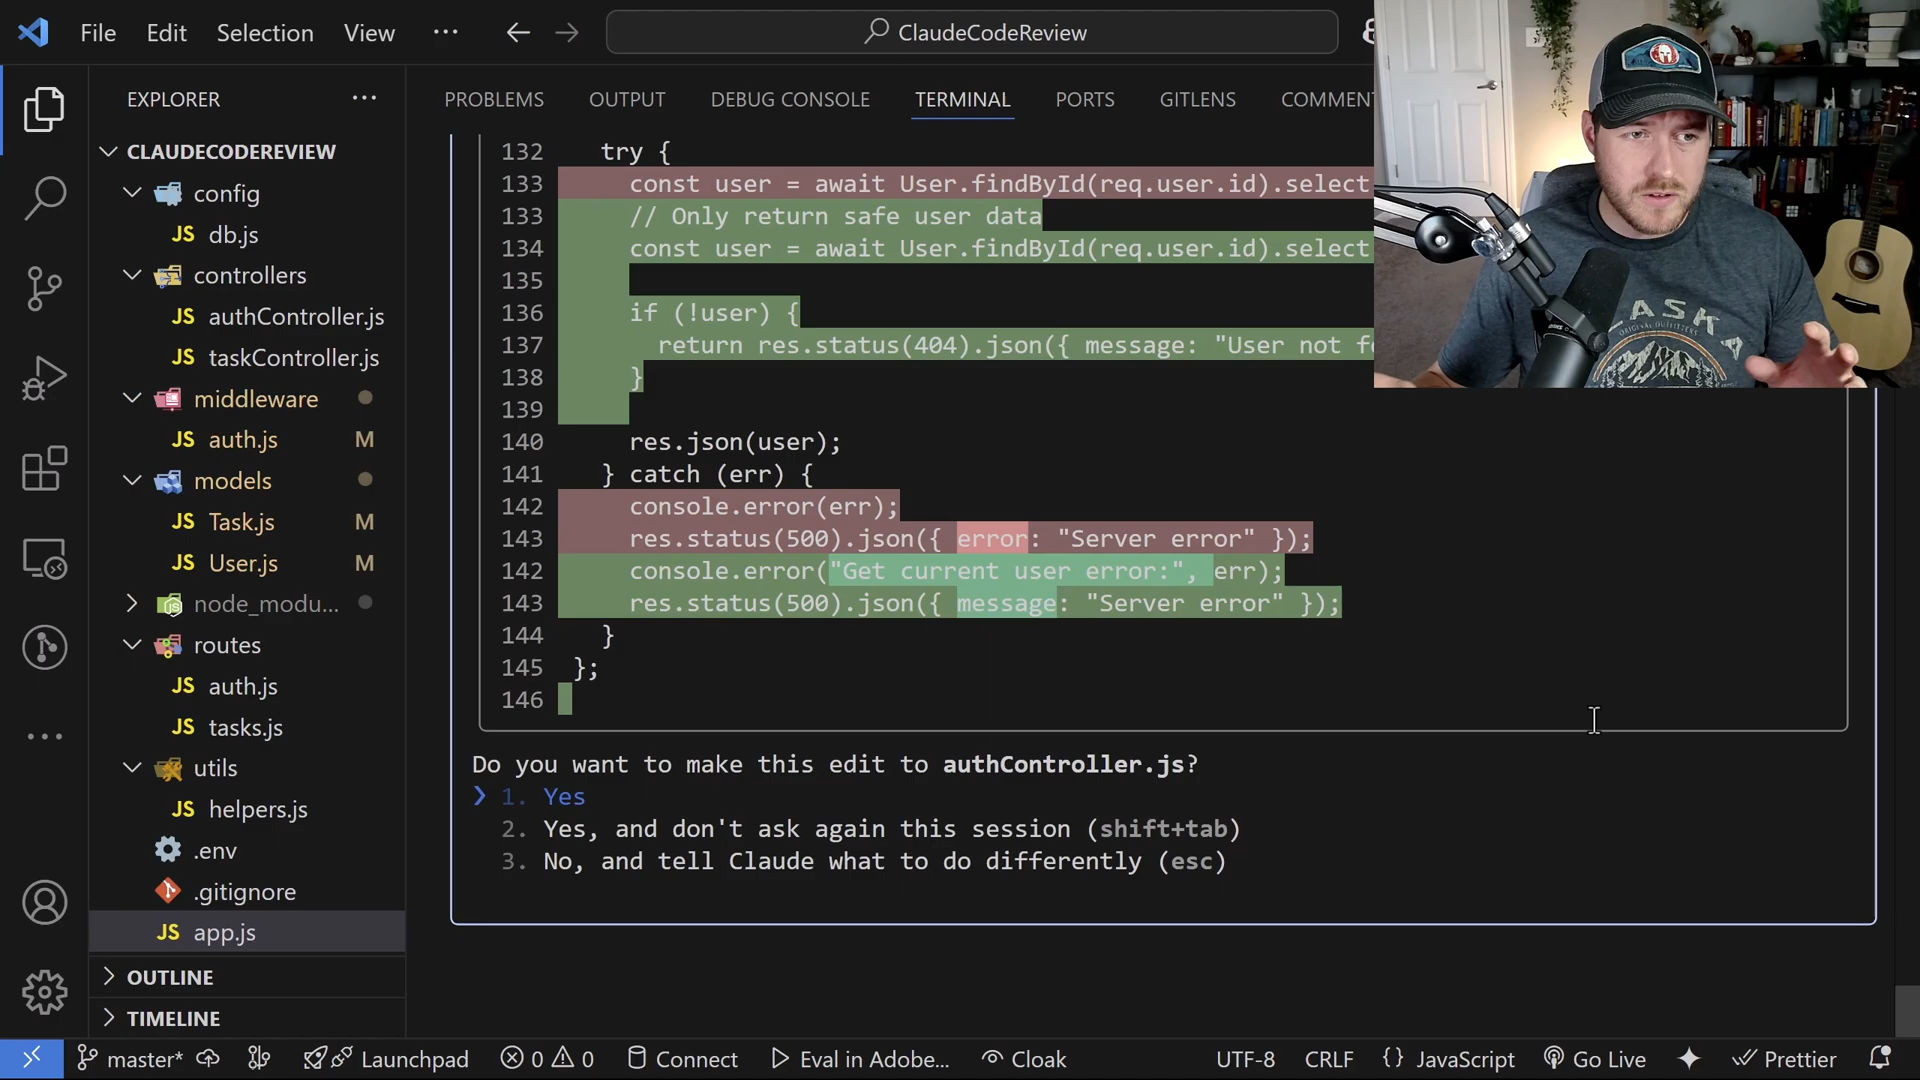 File Edit Selection View ··· ClaudeCodeReview
EXPLORER ···
CLAUDECODEREVIEW
config
JS db.js
controllers
JS authController.js
JS taskController.js
middleware
JS auth.js M
models
JS Task.js M
JS User.js M
node_modu...
routes
JS auth.js
JS tasks.js
utils
JS helpers.js
.env
.gitignore
JS app.js
OUTLINE
TIMELINE
PROBLEMS OUTPUT DEBUG CONSOLE TERMINAL PORTS GITLENS COMMEN
132 try {
133 const user = await User.findById(req.user.id).select
133 // Only return safe user data
134 const user = await User.findById(req.user.id).select
135
136 if (!user) {
137 return res.status(404).json({ message: "User not f
138 }
139
140 res.json(user);
141 } catch (err) {
142 console.error(err);
143 res.status(500).json({ error: "Server error" });
142 console.error("Get current user error:", err);
143 res.status(500).json({ message: "Server error" });
144 }
145 };
146
Do you want to make this edit to authController.js?
❯ 1. Yes
2. Yes, and don't ask again this session (shift+tab)
3. No, and tell Claude what to do differently (esc)
ASKA
master* Launchpad 0 0 Connect Eval in Adobe... Cloak UTF-8 CRLF {} JavaScript Go Live Prettier